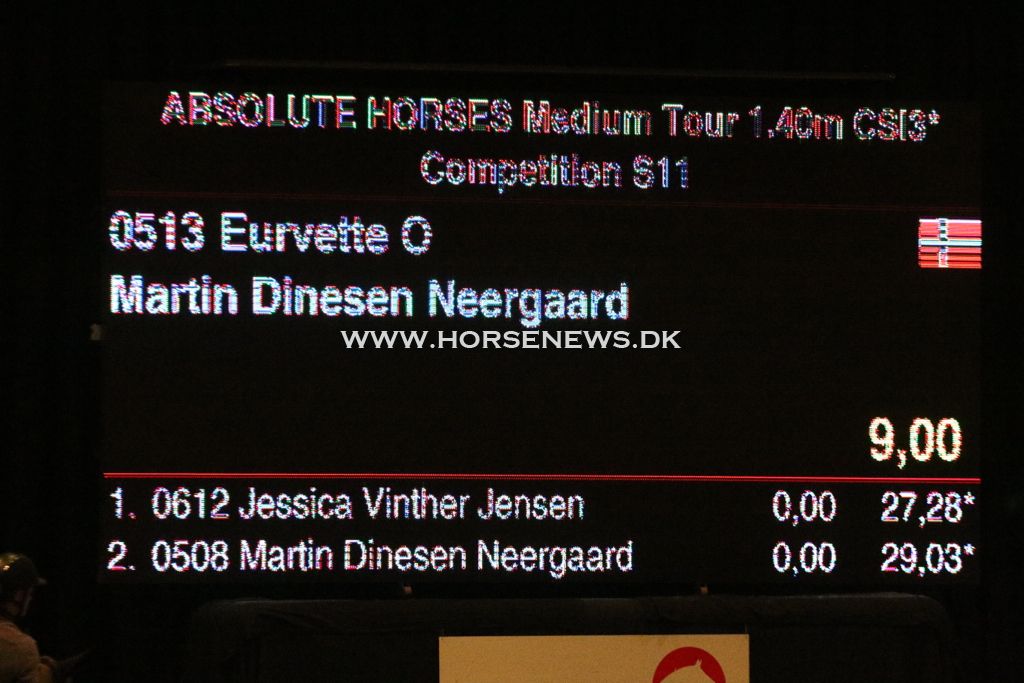 ABSOLUTE HORSES Medium Tour 1.40m CSI3*
Competition S11
0513 Eurvette O
Martin Dinesen Neergaard
WWW.HORSENEWS.DK
9,00
1. 0612 Jessica Vinther Jensen 0,00 27,28*
2. 0508 Martin Dinesen Neergaard 0,00 29,03*